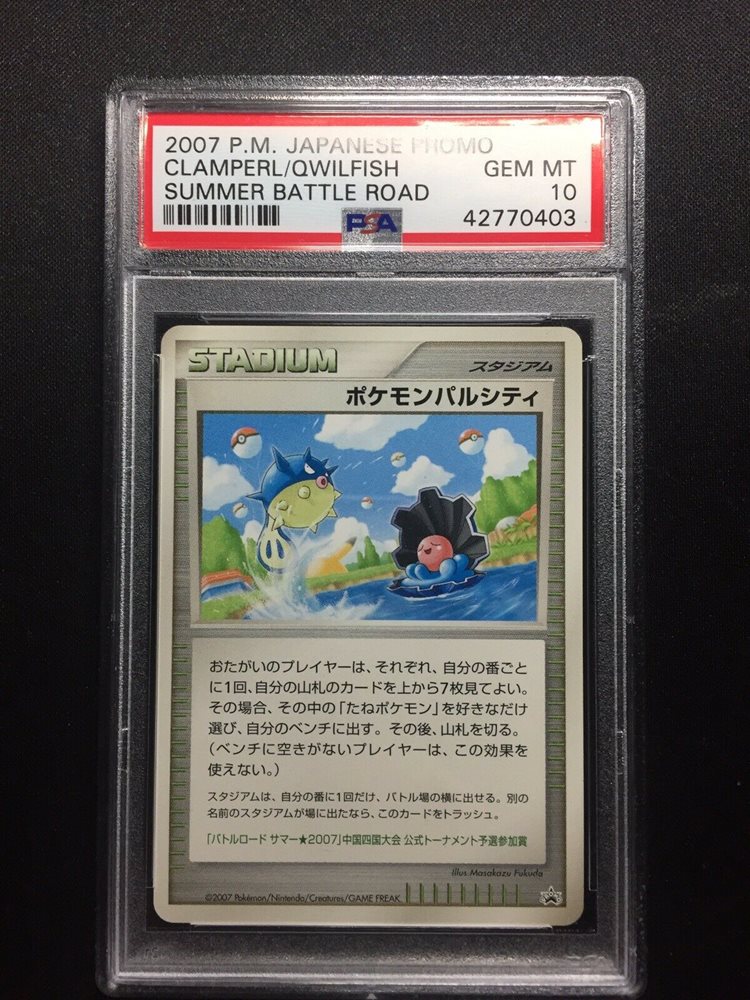 2007 P.M. JAPANESE PROMO
CLAMPERL/QWILFISH GEM MT
SUMMER BATTLE ROAD 10
PSA 42770403
STADIUM スタジアム
ポケモンパルシティ
おたがいのプレイヤーは、それぞれ、自分の番ごと
に1回、自分の山札のカードを上から7枚見てよい。
その場合、その中の「たねポケモン」を好きなだけ
選び、自分のベンチに出す。その後、山札を切る。
(ベンチに空きがないプレイヤーは、この効果を
使えない。)
スタジアムは、自分の番に1回だけ、バトル場の横に出せる。別の
名前のスタジアムが場に出たなら、このカードをトラッシュ。
「バトルロード サマー★2007」中国四国大会 公式トーナメント予選参加賞
Illus. Masakazu Fukuda
©2007 Pokémon/Nintendo/Creatures/GAME FREAK.